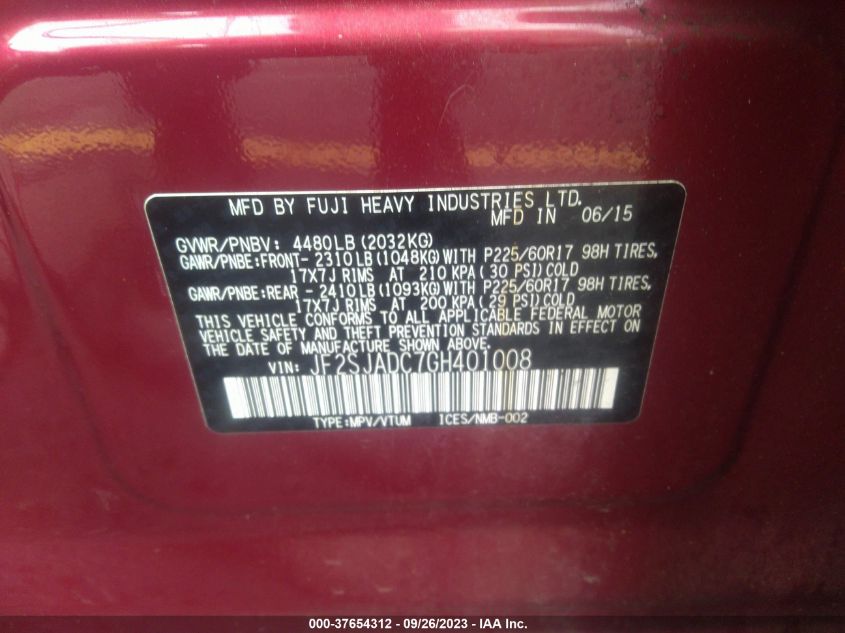 MFD BY FUJI HEAVY INDUSTRIES LTD.
MFD IN 06/15
GVWR/PNBV: 4480LB (2032KG)
GAWR/PNBE:FRONT- 2310LB (1048KG) WITH P225/60R17 98H TIRES,
17X7J RIMS AT 210 KPA (30 PSI) COLD
GAWR/PNBE:REAR - 2410LB (1093KG) WITH P225/60R17 98H TIRES,
17X7J RIMS AT 200 KPA (29 PSI) COLD
THIS VEHICLE CONFORMS TO ALL APPLICABLE FEDERAL MOTOR
VEHICLE SAFETY AND THEFT PREVENTION STANDARDS IN EFFECT ON
THE DATE OF MANUFACTURE SHOWN ABOVE.
VIN: JF2SJADC7GH401008
TYPE:MPV/VTUM ICES/NMB-002
000-37654312 - 09/26/2023 - IAA Inc.